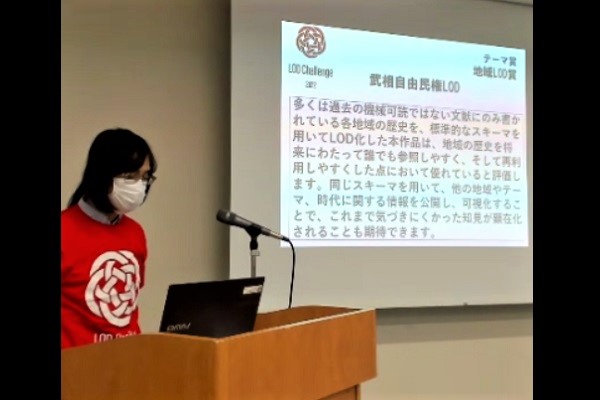 LOD Challenge
テーマ賞
地域LOD賞
武相自由民権LOD
多くは過去の機械可読ではない文献にのみ書か
れている各地域の歴史を、標準的なスキーマを
用いてLOD化した本作品は、地域の歴史を将
来にわたって誰でも参照しやすく、そして再利
用しやすくした点において優れていると評価し
ます。同じスキーマを用いて、他の地域やテー
マ、時代に関する情報を公開し、可視化するこ
とで、これまで気づきにくかった知見が顕在化
されることも期待できます。
LOD